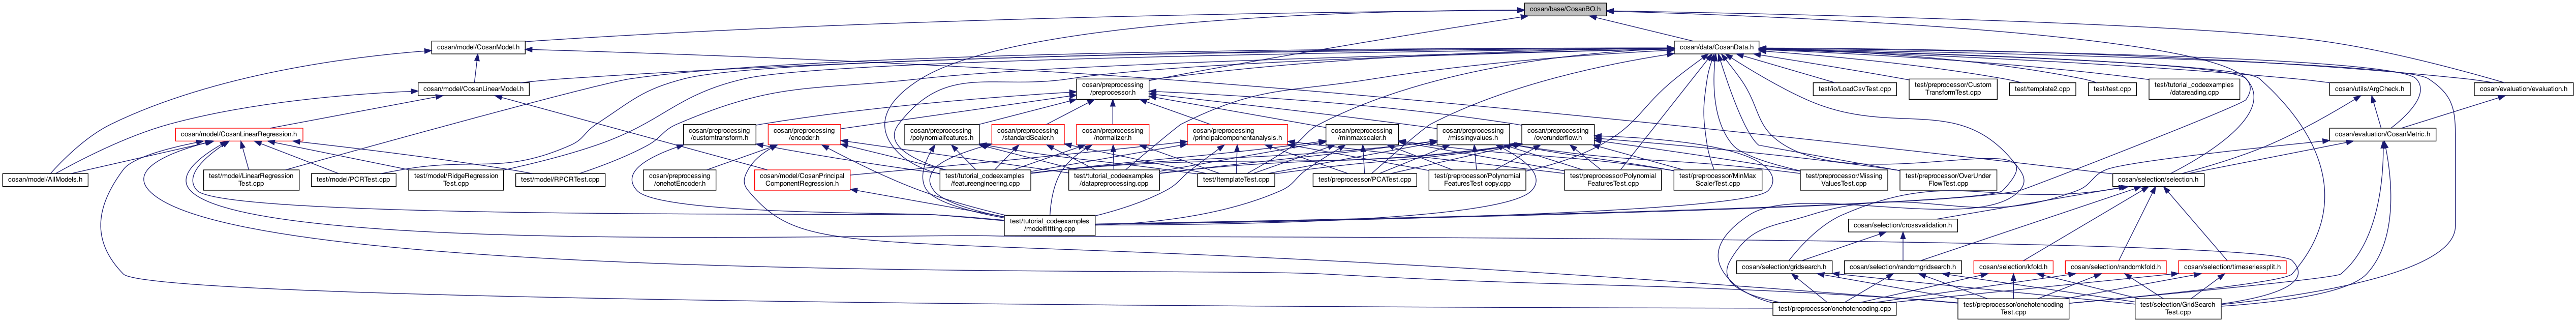 cosan/base/CosanBO.h
cosan/model/CosanModel.h
cosan/data/CosanData.h
cosan/model/CosanLinearModel.h
cosan/preprocessing
/preprocessor.h
test/io/LoadCsvTest.cpp
test/preprocessor/Custom
TransformTest.cpp
test/template2.cpp
test/test.cpp
test/tutorial_codeexamples
/datareading.cpp
cosan/utils/ArgCheck.h
cosan/evaluation/evaluation.h
cosan/model/CosanLinearRegression.h
cosan/preprocessing
/customtransform.h
cosan/preprocessing
/encoder.h
cosan/preprocessing
/polynomialfeatures.h
cosan/preprocessing
/standardScaler.h
cosan/preprocessing
/normalizer.h
cosan/preprocessing
/principalcomponentanalysis.h
cosan/preprocessing
/minmaxscaler.h
cosan/preprocessing
/missingvalues.h
cosan/preprocessing
/overunderflow.h
cosan/evaluation/CosanMetric.h
cosan/model/AllModels.h
test/model/LinearRegression
Test.cpp
test/model/PCRTest.cpp
test/model/RidgeRegression
Test.cpp
test/model/RPCRTest.cpp
cosan/preprocessing
/onehotEncoder.h
cosan/model/CosanPrincipal
ComponentRegression.h
test/tutorial_codeexamples
/featureengineering.cpp
test/tutorial_codeexamples
/datapreprocessing.cpp
test/ItemplateTest.cpp
test/preprocessor/PCATest.cpp
test/preprocessor/Polynomial
FeaturesTest copy.cpp
test/preprocessor/Polynomial
FeaturesTest.cpp
test/preprocessor/MinMax
ScalerTest.cpp
test/preprocessor/Missing
ValuesTest.cpp
test/preprocessor/OverUnder
FlowTest.cpp
cosan/selection/selection.h
test/tutorial_codeexamples
/modelfittting.cpp
cosan/selection/crossvalidation.h
cosan/selection/gridsearch.h
cosan/selection/randomgridsearch.h
cosan/selection/kfold.h
cosan/selection/randomkfold.h
cosan/selection/timeseriessplit.h
test/preprocessor/onehotencoding.cpp
test/preprocessor/onehotencoding
Test.cpp
test/selection/GridSearch
Test.cpp